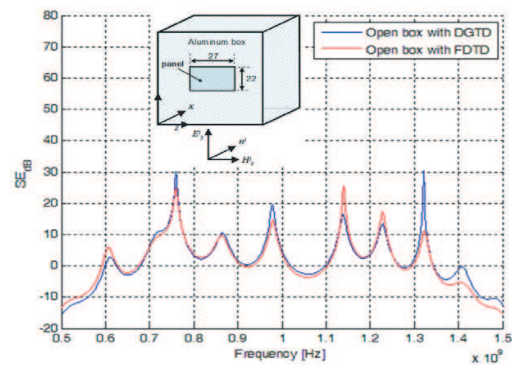 80
70
60
50
40
30
20
10
0
-10
-20
SE dB
Open box with DGTD
Open box with FDTD
Aluminum box
27
panel
22
x
z
0.5 0.6 0.7 0.8 0.9 1 1.1 1.2 1.3 1.4 1.5
Frequency [Hz]
x 10⁹